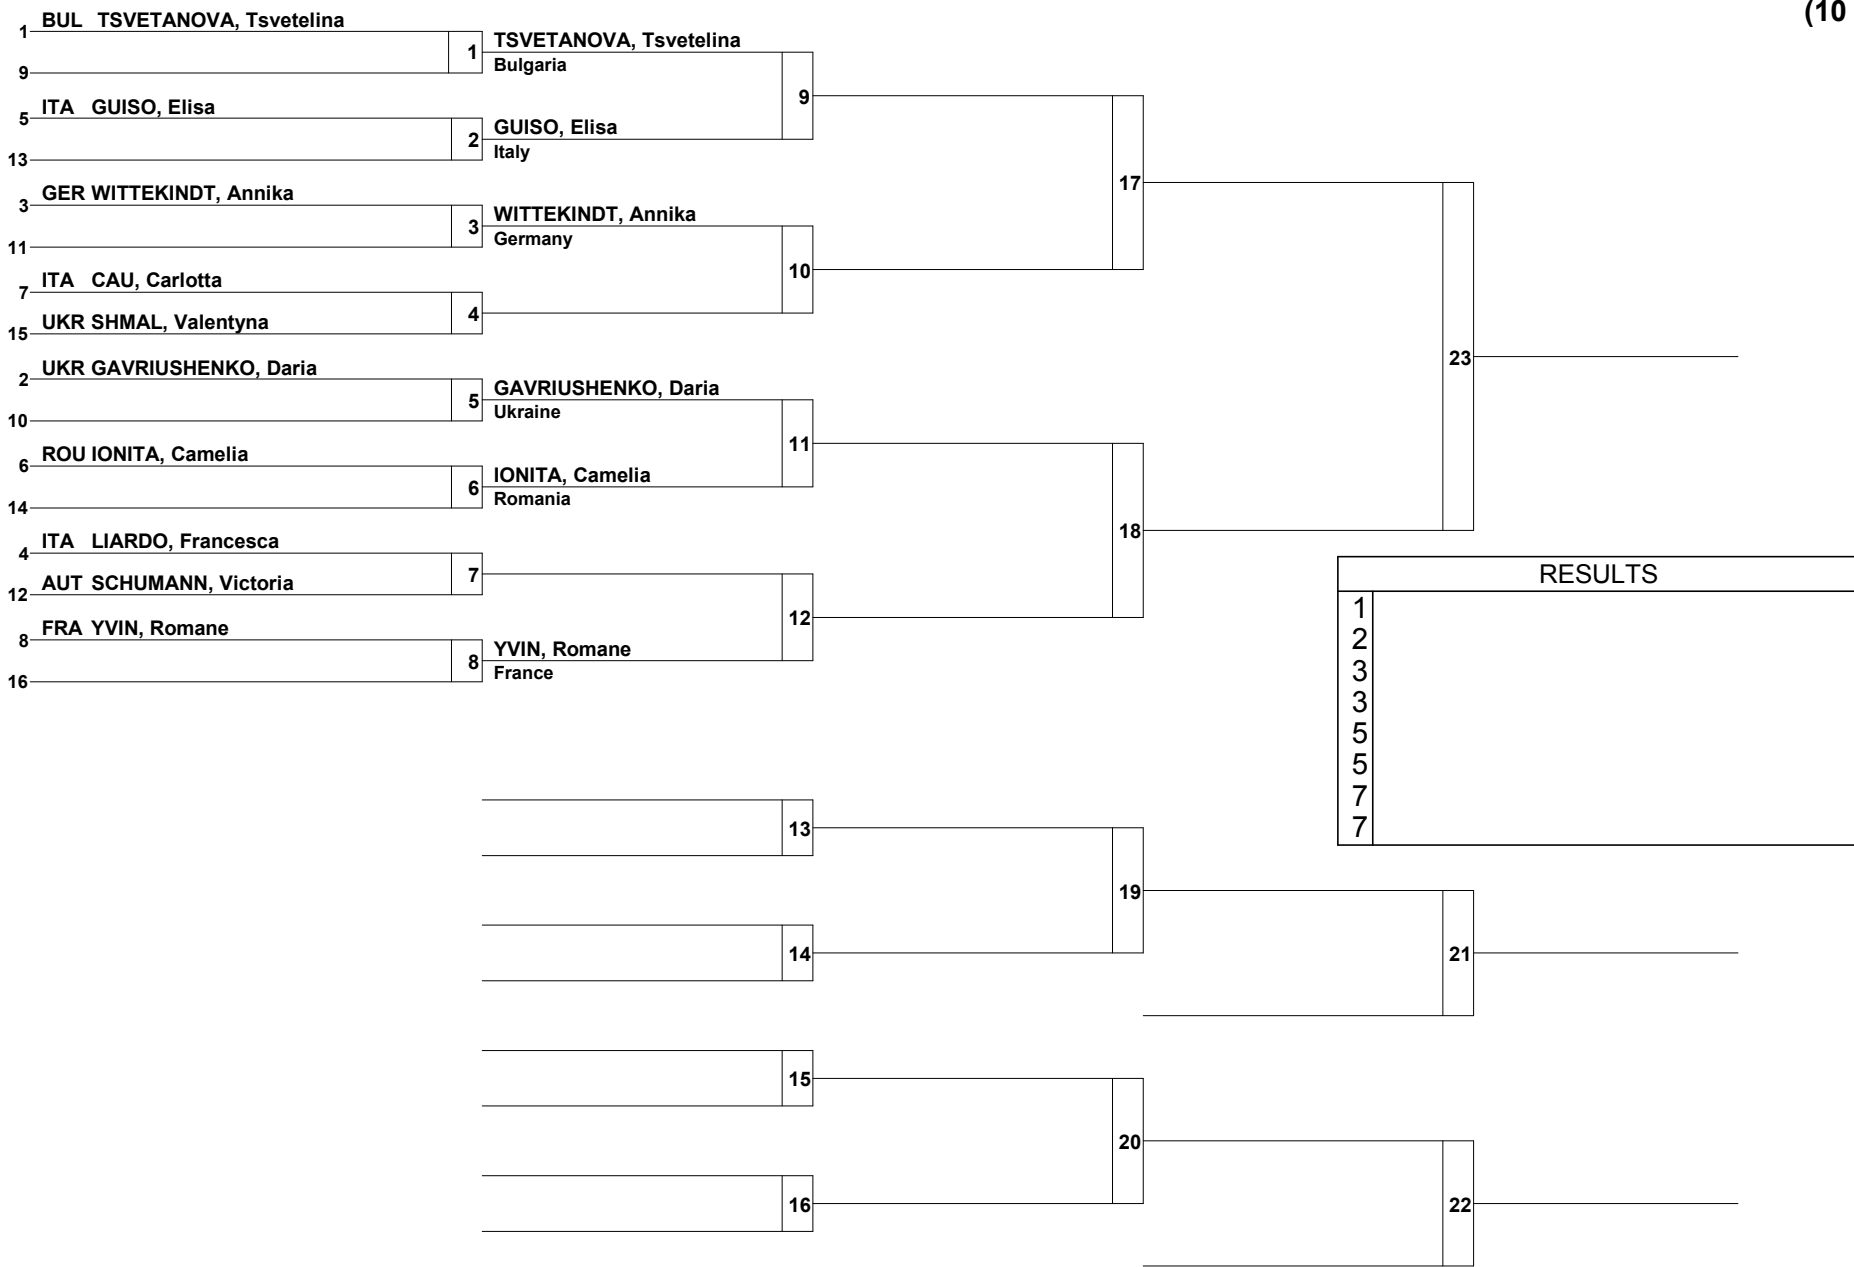 (10
1 BUL TSVETANOVA, Tsvetelina
1 TSVETANOVA, Tsvetelina
Bulgaria
9
9
5 ITA GUISO, Elisa
2 GUISO, Elisa
Italy
13
17
3 GER WITTEKINDT, Annika
3 WITTEKINDT, Annika
Germany
11
10
7 ITA CAU, Carlotta
4
15 UKR SHMAL, Valentyna
23
2 UKR GAVRIUSHENKO, Daria
5 GAVRIUSHENKO, Daria
Ukraine
10
11
6 ROU IONITA, Camelia
6 IONITA, Camelia
Romania
14
18
4 ITA LIARDO, Francesca
7
12 AUT SCHUMANN, Victoria
12
8 FRA YVIN, Romane
8 YVIN, Romane
France
16
RESULTS
1
2
3
3
5
5
7
7
13
19
14
21
15
20
16
22